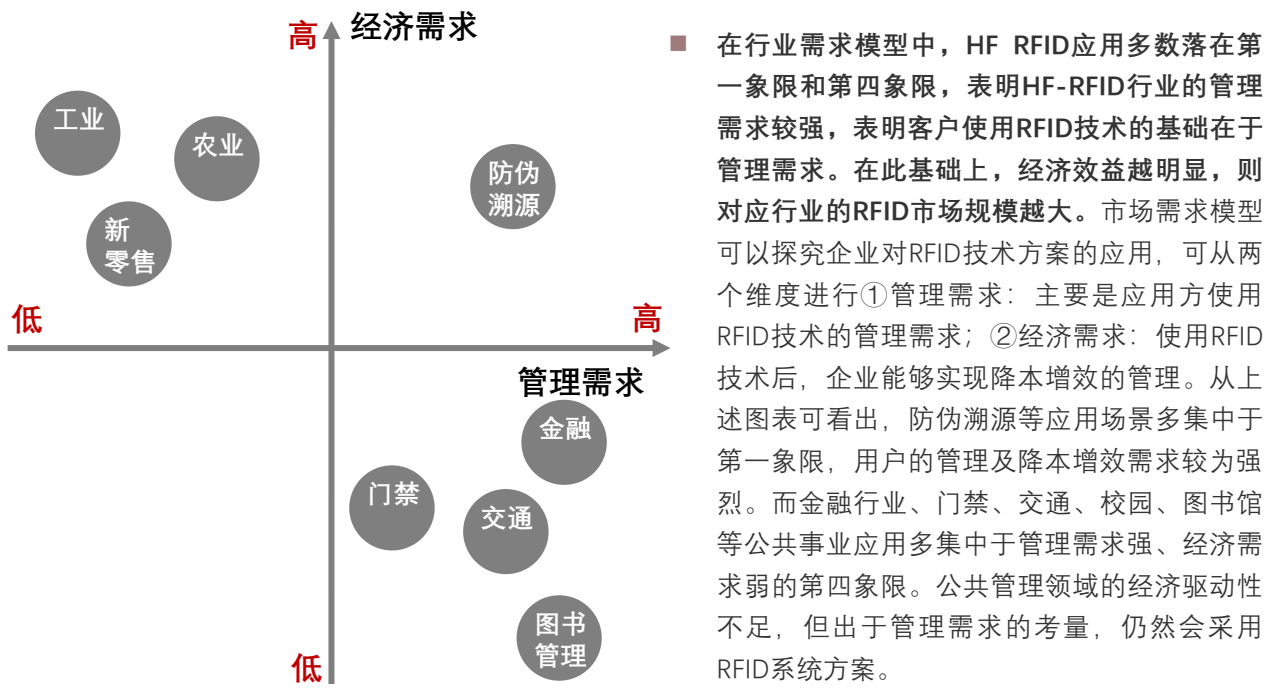 高
经济需求
工业
农业
防伪
溯源
新
零售
低
高
管理需求
金融
门禁
交通
图书
管理
低
在行业需求模型中，HF RFID应用多数落在第
一象限和第四象限，表明HF-RFID行业的管理
需求较强，表明客户使用RFID技术的基础在于
管理需求。在此基础上，经济效益越明显，则
对应行业的RFID市场规模越大。市场需求模型
可以探究企业对RFID技术方案的应用，可从两
个维度进行①管理需求：主要是应用方使用
RFID技术的管理需求；②经济需求：使用RFID
技术后，企业能够实现降本增效的管理。从上
述图表可看出，防伪溯源等应用场景多集中于
第一象限，用户的管理及降本增效需求较为强
烈。而金融行业、门禁、交通、校园、图书馆
等公共事业应用多集中于管理需求强、经济需
求弱的第四象限。公共管理领域的经济驱动性
不足，但出于管理需求的考量，仍然会采用
RFID系统方案。